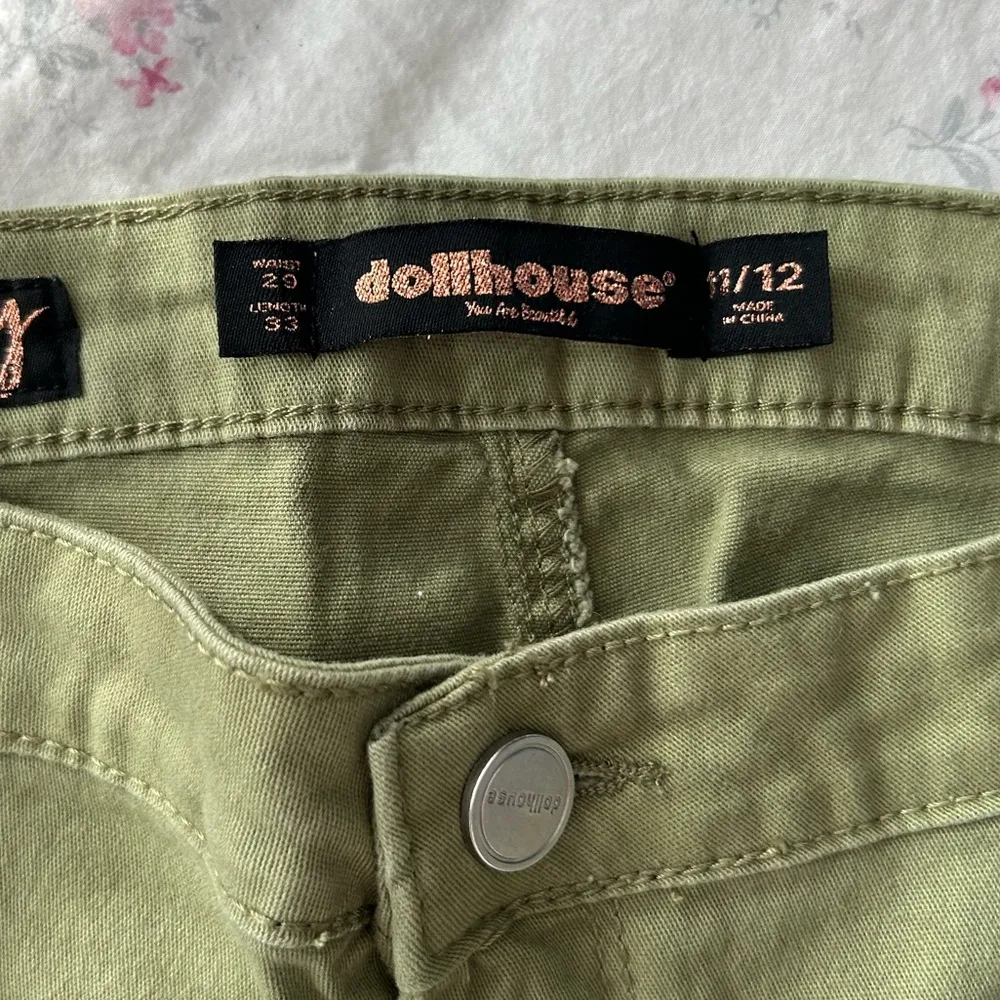 WAIST
29
LENGTH
33
dollhouse®
You Are Beautiful
11/12
MADE
IN CHINA
dollhouse